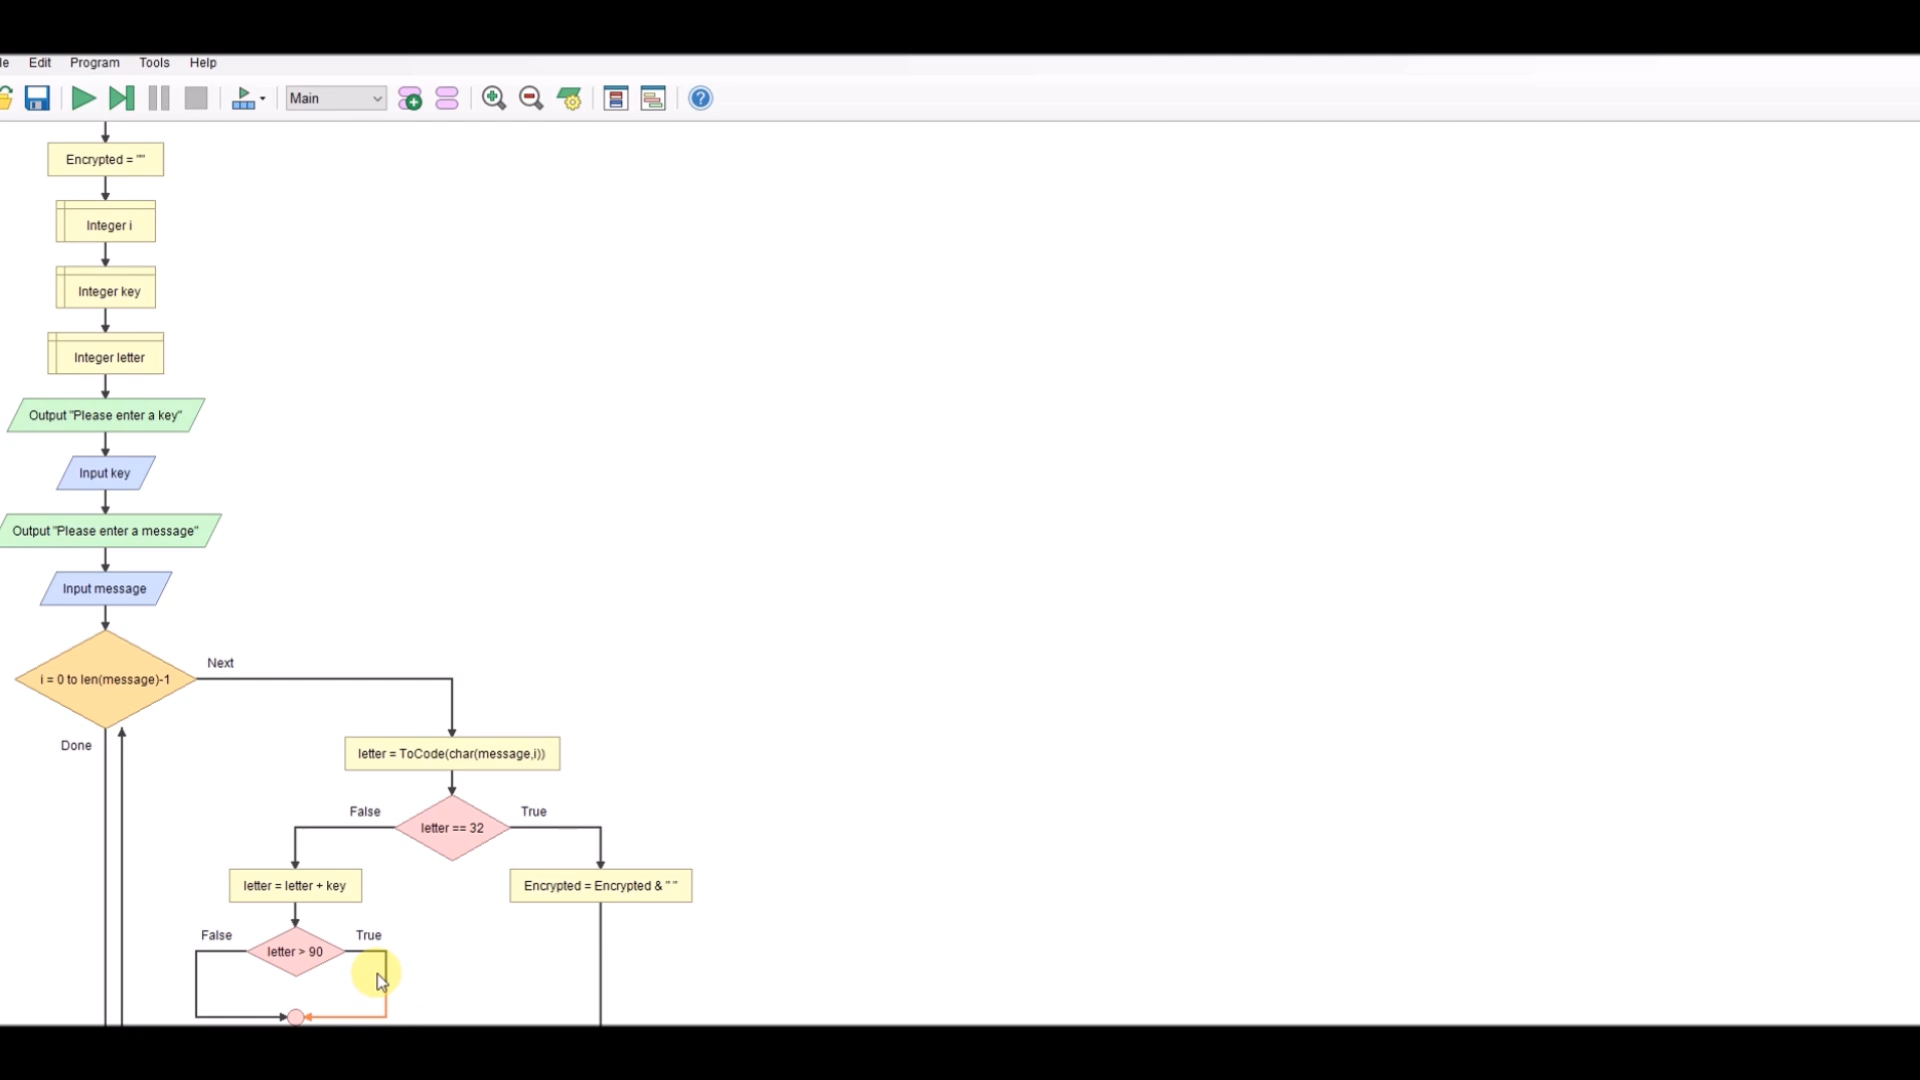 le Edit Program Tools Help
Main
Encrypted = ""
Integer i
Integer key
Integer letter
Output "Please enter a key"
Input key
Output "Please enter a message"
Input message
Next
i = 0 to len(message)-1
Done
letter = ToCode(char(message,i))
False True
letter == 32
letter = letter + key
Encrypted = Encrypted & " "
False True
letter > 90